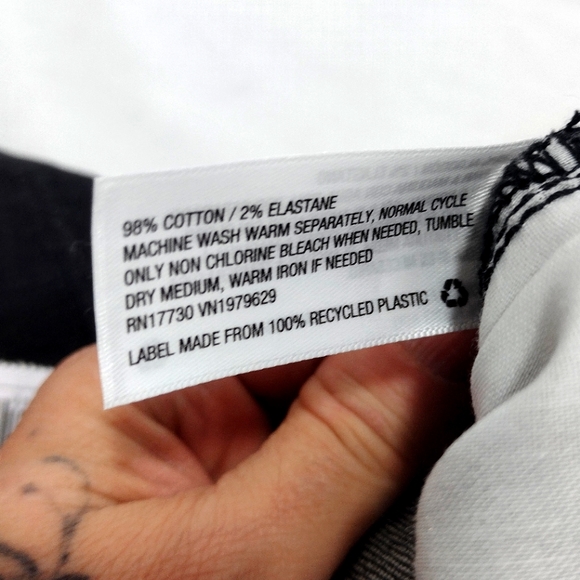 98% COTTON / 2% ELASTANE
MACHINE WASH WARM SEPARATELY, NORMAL CYCLE
ONLY NON CHLORINE BLEACH WHEN NEEDED, TUMBLE
DRY MEDIUM, WARM IRON IF NEEDED
RN17730 VN1979629
LABEL MADE FROM 100% RECYCLED PLASTIC